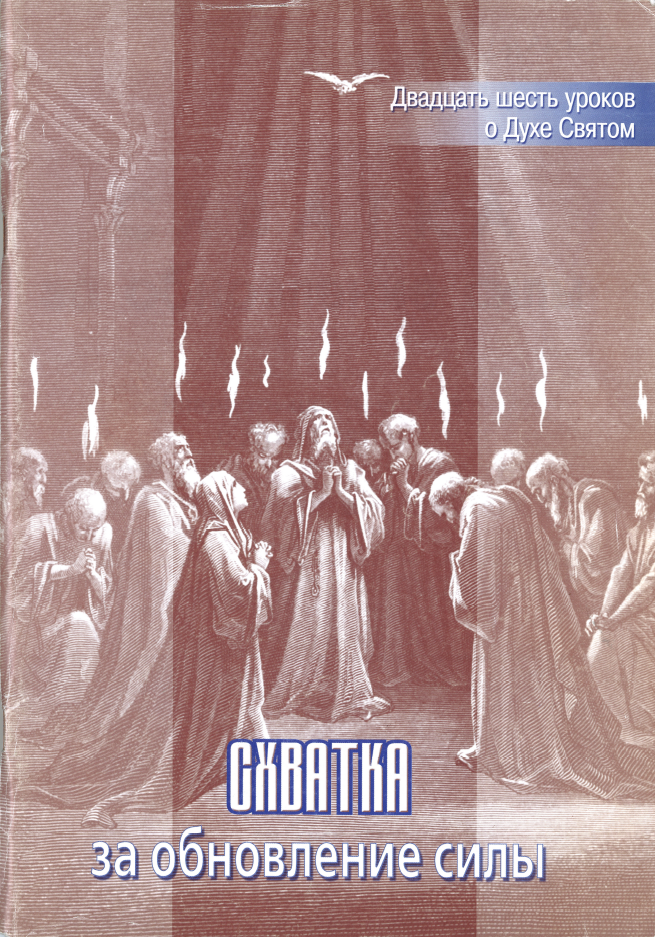 Двадцать шесть уроков
о Духе Святом
СХВАТКА
за обновление силы